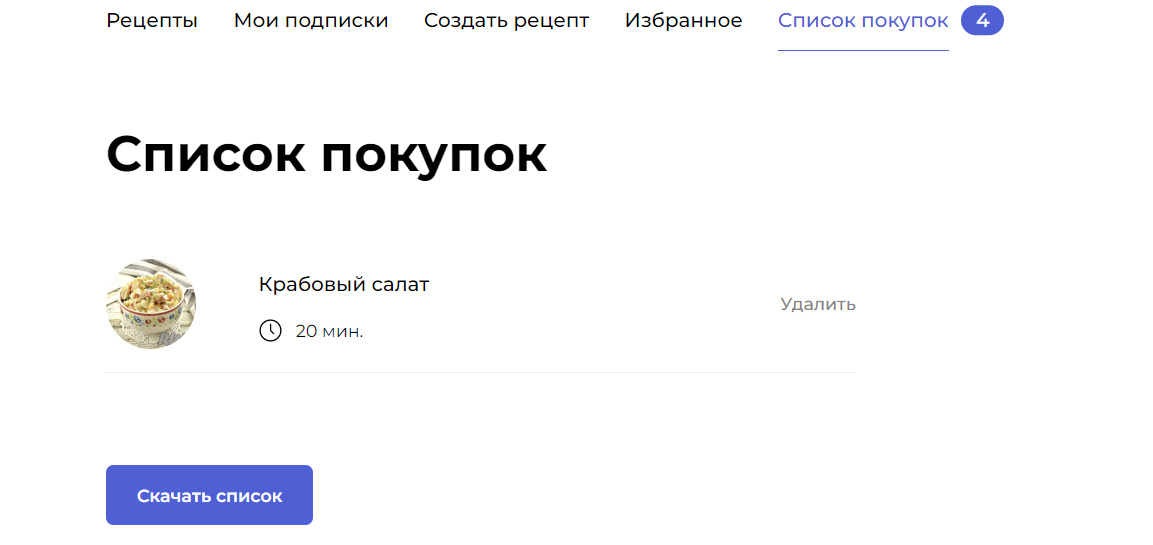 Рецепты Мои подписки Создать рецепт Избранное Список покупок 4
Список покупок
Крабовый салат
20 мин.
Удалить
Скачать список